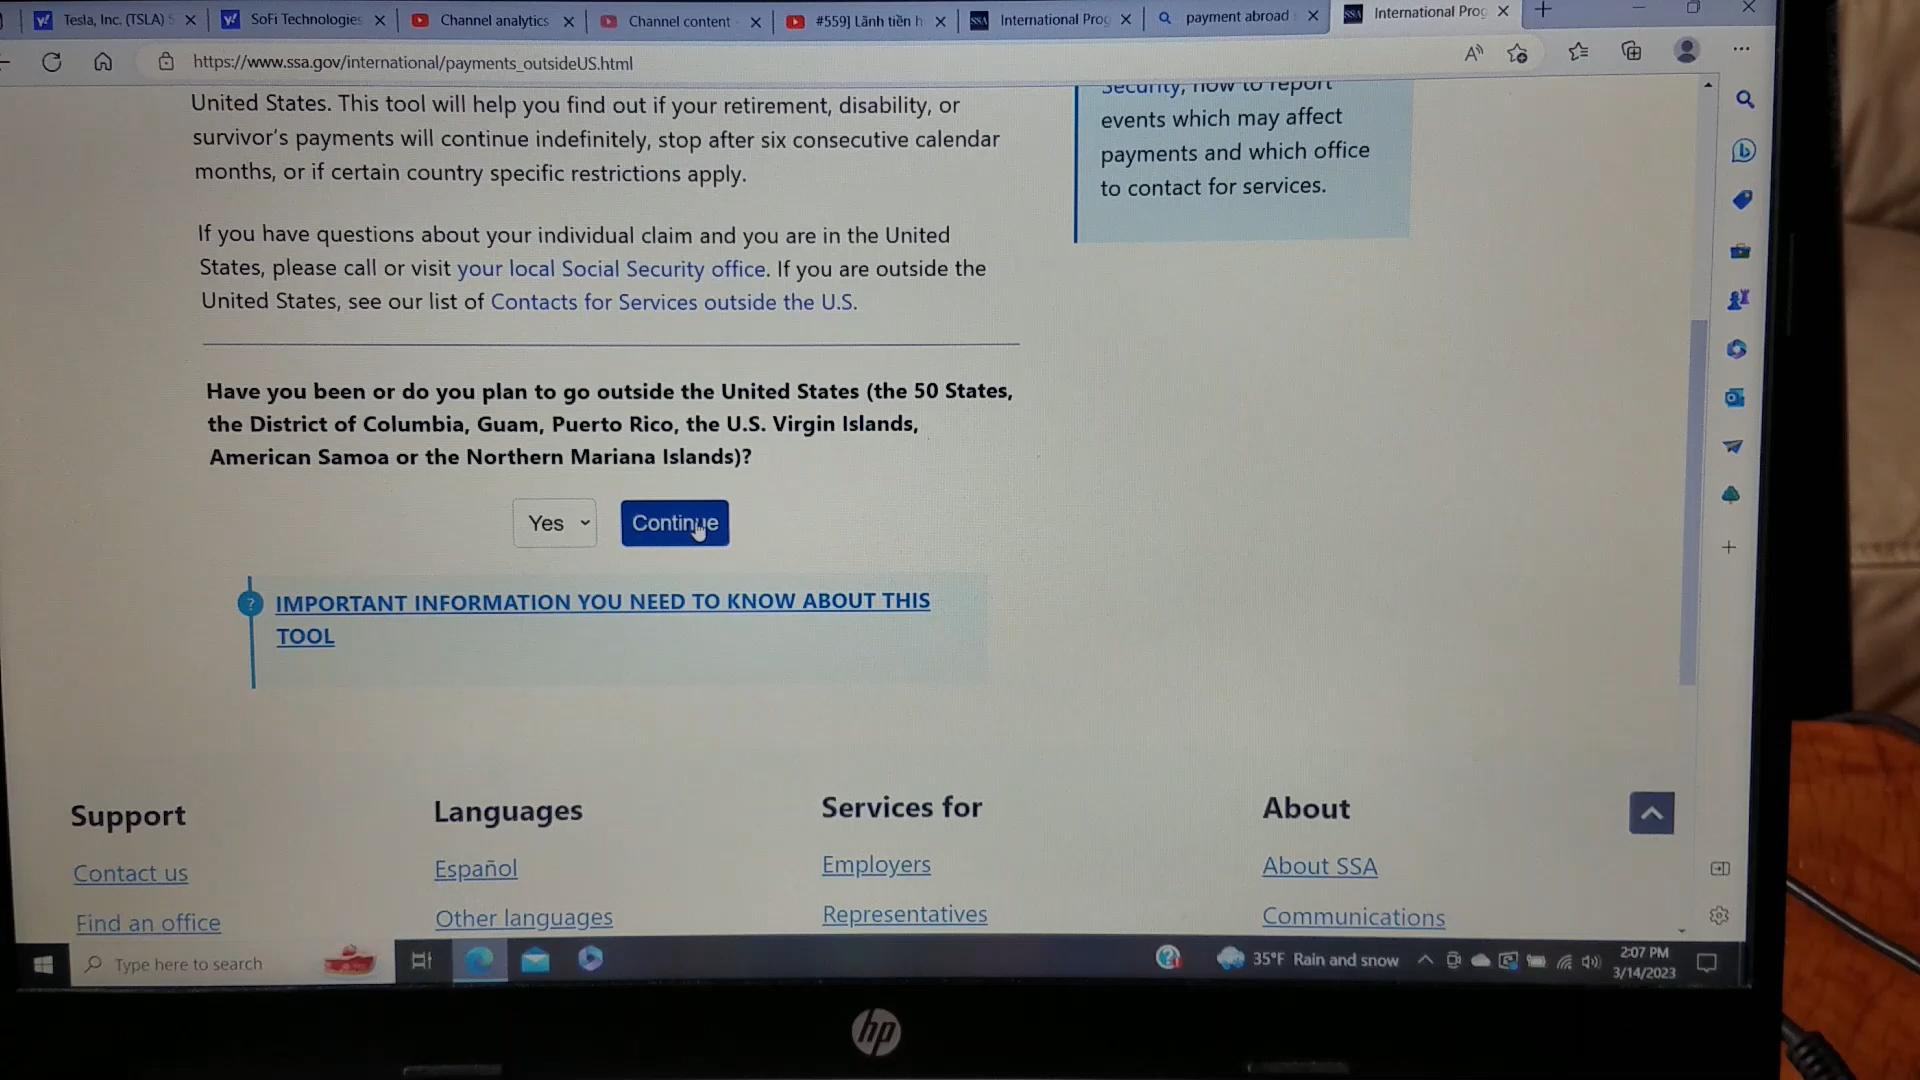 Tesla, Inc. (TSLA) S
SoFi Technologies
Channel analytics
Channel content
#559] Lãnh tiền h
International Prog
payment abroad
International Prog
https://www.ssa.gov/international/payments_outsideUS.html
United States. This tool will help you find out if your retirement, disability, or
survivor's payments will continue indefinitely, stop after six consecutive calendar
months, or if certain country specific restrictions apply.
Security, how to report
events which may affect
payments and which office
to contact for services.
If you have questions about your individual claim and you are in the United
States, please call or visit your local Social Security office. If you are outside the
United States, see our list of Contacts for Services outside the U.S.
Have you been or do you plan to go outside the United States (the 50 States,
the District of Columbia, Guam, Puerto Rico, the U.S. Virgin Islands,
American Samoa or the Northern Mariana Islands)?
Yes
Continue
IMPORTANT INFORMATION YOU NEED TO KNOW ABOUT THIS
TOOL
Support
Languages
Services for
About
Contact us
Español
Employers
About SSA
Find an office
Other languages
Representatives
Communications
Type here to search
35°F Rain and snow
2:07 PM
3/14/2023
hp